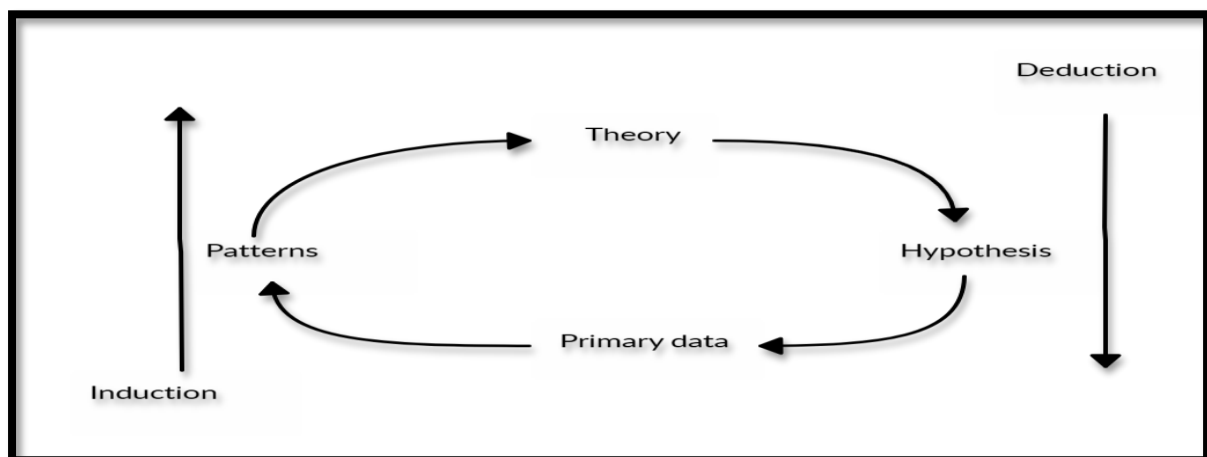 Deduction
Theory
Patterns
Hypothesis
Primary data
Induction